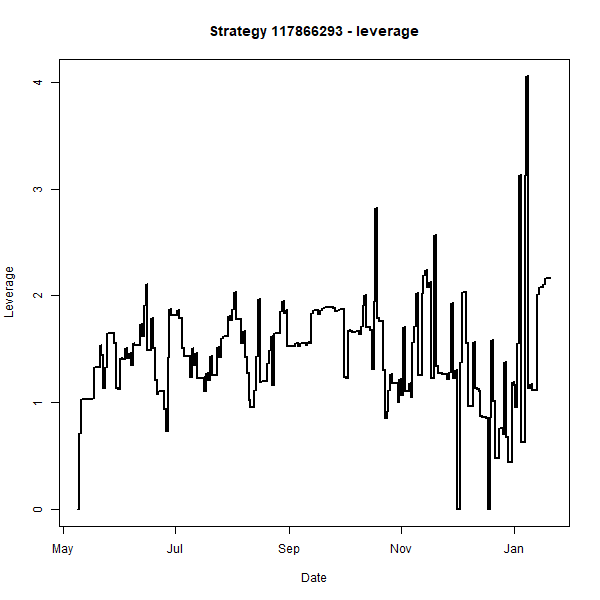 Strategy 117866293 - leverage
4
3
2
1
0
Leverage
May
Jul
Sep
Nov
Jan
Date